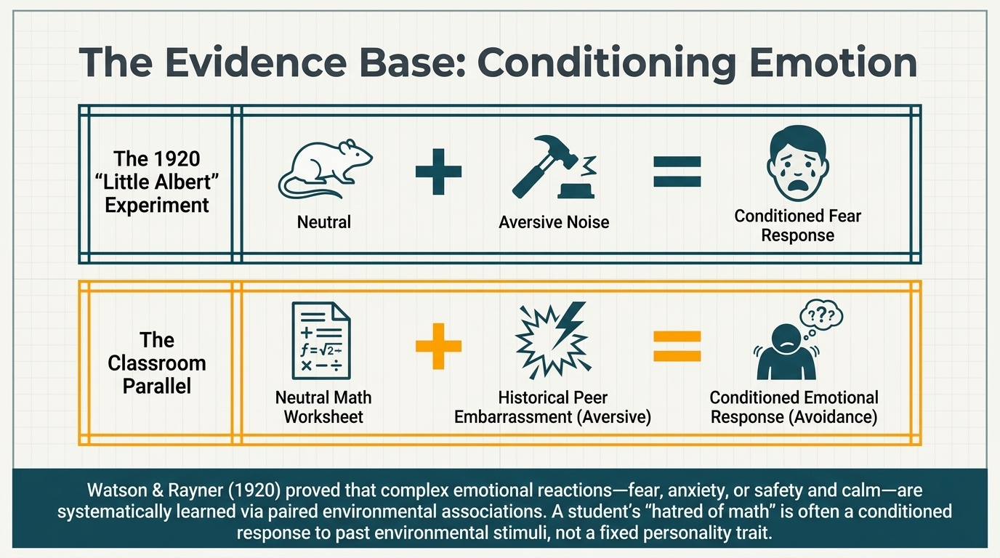 The Evidence Base: Conditioning Emotion
The 1920
“Little Albert”
Experiment
Neutral
Aversive Noise
Conditioned Fear
Response
The
Classroom
Parallel
f=√2÷
×−÷
???
Neutral Math
Worksheet
Historical Peer
Embarrassment (Aversive)
Conditioned Emotional
Response (Avoidance)
Watson & Rayner (1920) proved that complex emotional reactions—fear, anxiety, or safety and calm—are
systematically learned via paired environmental associations. A student’s “hatred of math” is often a conditioned
response to past environmental stimuli, not a fixed personality trait.